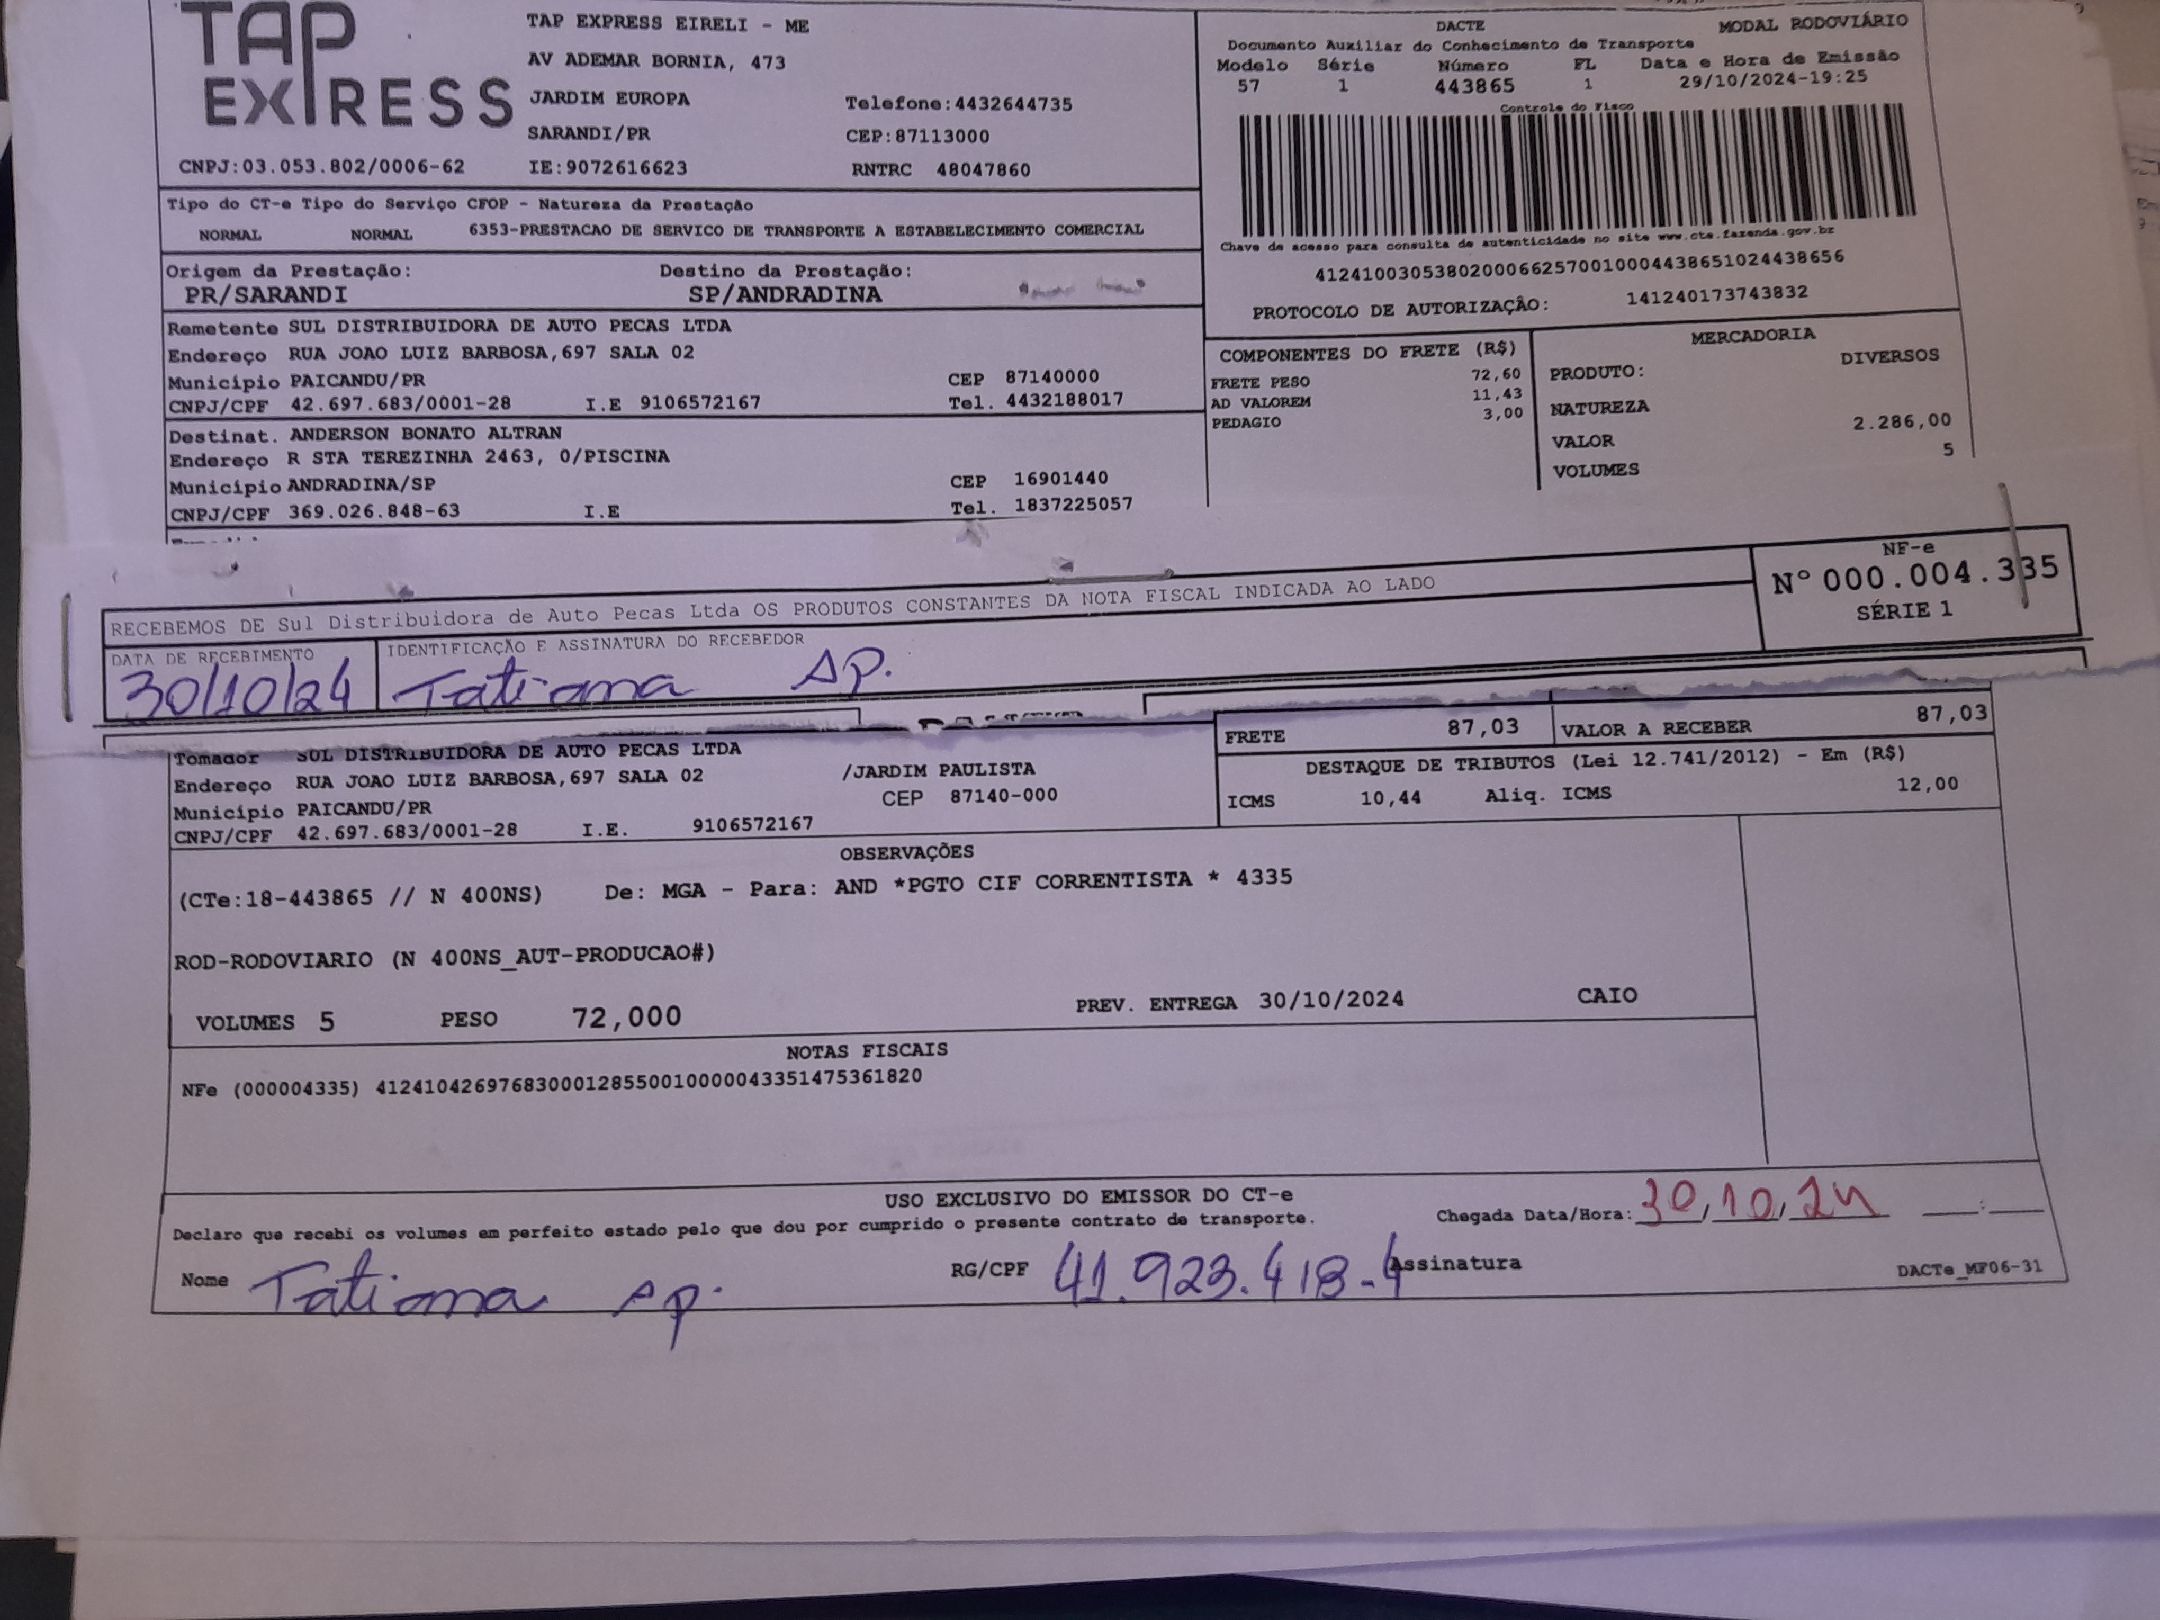 TAP EXPRESS
TAP EXPRESS EIRELI - ME
AV ADEMAR BORNIA, 473
JARDIM EUROPA Telefone:4432644735
SARANDI/PR CEP:87113000
CNPJ:03.053.802/0006-62 IE:9072616623 RNTRC 48047860
DACTE MODAL RODOVIÁRIO
Documento Auxiliar do Conhecimento de Transporte
Modelo Série Número FL Data e Hora de Emissão
57 1 443865 1 29/10/2024-19:25
Controle do Fisco
Chave de acesso para consulta de autenticidade no site www.cte.fazenda.gov.br
41241003053802000662570010004438651024438656
PROTOCOLO DE AUTORIZAÇÃO: 141240173743832
Tipo do CT-e Tipo do Serviço CFOP - Natureza da Prestação
NORMAL NORMAL 6353-PRESTACAO DE SERVICO DE TRANSPORTE A ESTABELECIMENTO COMERCIAL
Origem da Prestação: Destino da Prestação:
PR/SARANDI SP/ANDRADINA
Remetente SUL DISTRIBUIDORA DE AUTO PECAS LTDA
Endereço RUA JOAO LUIZ BARBOSA,697 SALA 02
Município PAICANDU/PR CEP 87140000
CNPJ/CPF 42.697.683/0001-28 I.E 9106572167 Tel. 4432188017
Destinat. ANDERSON BONATO ALTRAN
Endereço R STA TEREZINHA 2463, 0/PISCINA
Município ANDRADINA/SP CEP 16901440
CNPJ/CPF 369.026.848-63 I.E Tel. 1837225057
COMPONENTES DO FRETE (R$)
FRETE PESO 72,60
AD VALOREM 11,43
PEDAGIO 3,00
MERCADORIA
PRODUTO: DIVERSOS
NATUREZA
VALOR 2.286,00
VOLUMES 5
RECEBEMOS DE Sul Distribuidora de Auto Pecas Ltda OS PRODUTOS CONSTANTES DA NOTA FISCAL INDICADA AO LADO
NF-e
Nº 000.004.335
SÉRIE 1
DATA DE RECEBIMENTO IDENTIFICAÇÃO E ASSINATURA DO RECEBEDOR
30/10/24 Tatiana Ap.
FRETE 87,03 VALOR A RECEBER 87,03
Tomador SUL DISTRIBUIDORA DE AUTO PECAS LTDA
Endereço RUA JOAO LUIZ BARBOSA,697 SALA 02 /JARDIM PAULISTA
Município PAICANDU/PR CEP 87140-000
CNPJ/CPF 42.697.683/0001-28 I.E. 9106572167
DESTAQUE DE TRIBUTOS (Lei 12.741/2012) - Em (R$)
ICMS 10,44 Aliq. ICMS 12,00
OBSERVAÇÕES
(CTe:18-443865 // N 400NS) De: MGA - Para: AND *PGTO CIF CORRENTISTA * 4335
ROD-RODOVIARIO (N 400NS_AUT-PRODUCAO#)
VOLUMES 5 PESO 72,000 PREV. ENTREGA 30/10/2024 CAIO
NOTAS FISCAIS
NFe (000004335) 41241042697683000128550010000043351475361820
USO EXCLUSIVO DO EMISSOR DO CT-e
Declaro que recebi os volumes em perfeito estado pelo que dou por cumprido o presente contrato de transporte. Chegada Data/Hora: 30/10/24 __:__
Nome Tatiana Ap. RG/CPF 41.923.418-4 Assinatura DACTe_MF06-31